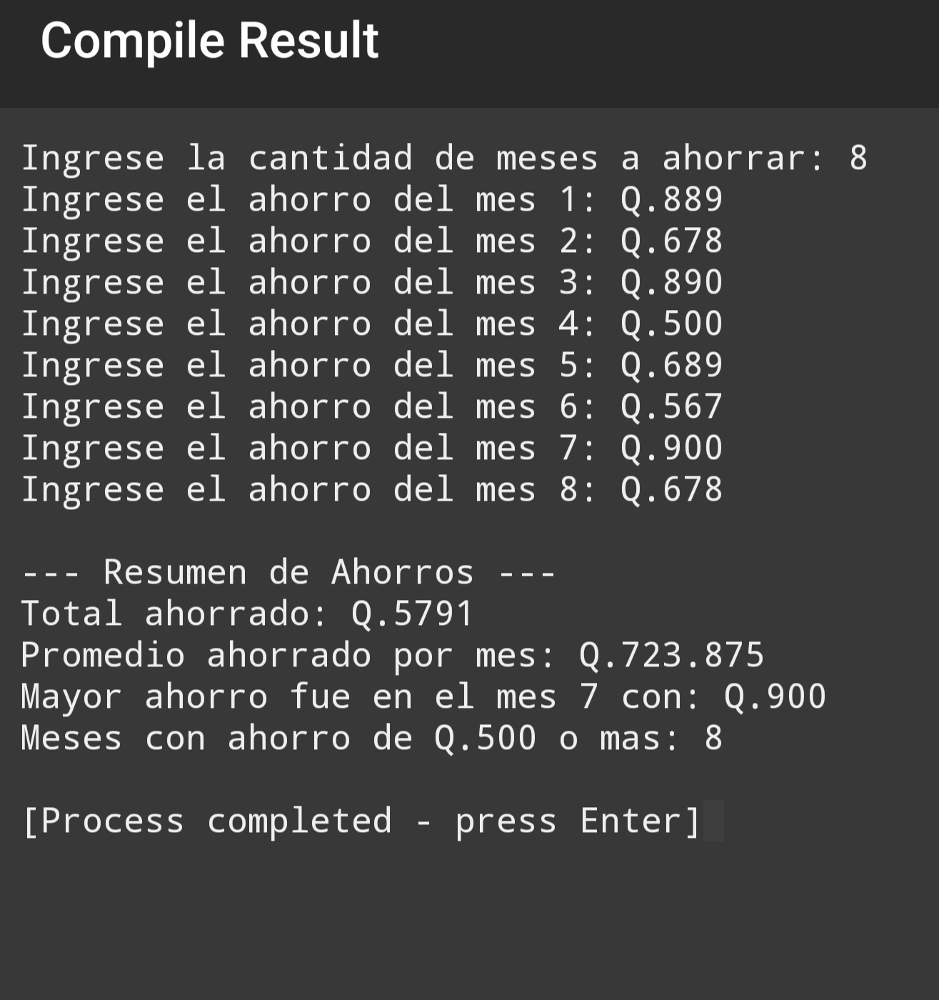 Compile Result
Ingrese la cantidad de meses a ahorrar: 8
Ingrese el ahorro del mes 1: Q.889
Ingrese el ahorro del mes 2: Q.678
Ingrese el ahorro del mes 3: Q.890
Ingrese el ahorro del mes 4: Q.500
Ingrese el ahorro del mes 5: Q.689
Ingrese el ahorro del mes 6: Q.567
Ingrese el ahorro del mes 7: Q.900
Ingrese el ahorro del mes 8: Q.678
--- Resumen de Ahorros ---
Total ahorrado: Q.5791
Promedio ahorrado por mes: Q.723.875
Mayor ahorro fue en el mes 7 con: Q.900
Meses con ahorro de Q.500 o mas: 8
[Process completed - press Enter]